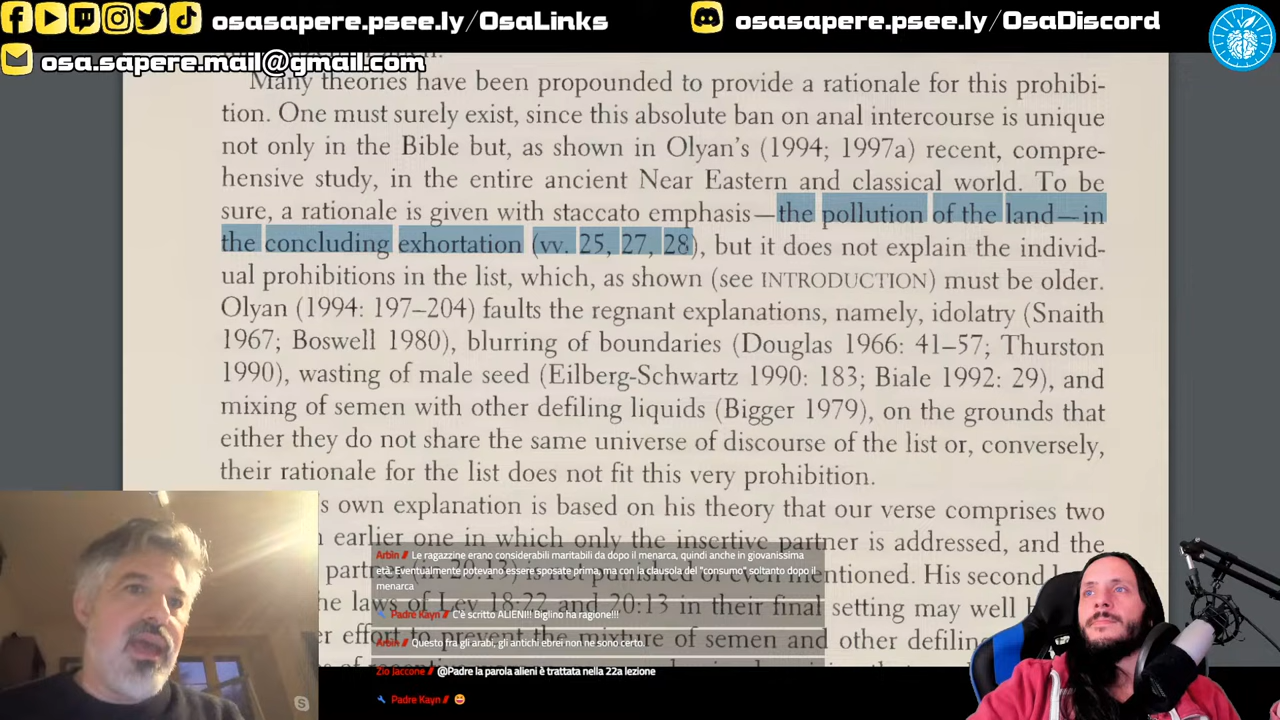 osasapere.psee.ly/OsaLinks
osasapere.psee.ly/OsaDiscord
osa.sapere.mail@gmail.com
Many theories have been propounded to provide a rationale for this prohibi-
tion. One must surely exist, since this absolute ban on anal intercourse is unique
not only in the Bible but, as shown in Olyan's (1994; 1997a) recent, compre-
hensive study, in the entire ancient Near Eastern and classical world. To be
sure, a rationale is given with staccato emphasis—the pollution of the land—in
the concluding exhortation (vv. 25, 27, 28), but it does not explain the individ-
ual prohibitions in the list, which, as shown (see INTRODUCTION) must be older.
Olyan (1994: 197–204) faults the regnant explanations, namely, idolatry (Snaith
1967; Boswell 1980), blurring of boundaries (Douglas 1966: 41–57; Thurston
1990), wasting of male seed (Eilberg-Schwartz 1990: 183; Biale 1992: 29), and
mixing of semen with other defiling liquids (Bigger 1979), on the grounds that
either they do not share the same universe of discourse of the list or, conversely,
their rationale for the list does not fit this very prohibition.
s own explanation is based on his theory that our verse comprises two
earlier one in which only the insertive partner is addressed, and the
mentioned. His second
he laws of Lev 18:22 and 20:13 in their final setting may well
effort to prevent the mixture of semen and other defiling
Arbin Le ragazzine erano considerabili maritabili da dopo il menarca, quindi anche in giovanissima
età. Eventualmente potevano essere sposate prima, ma con la clausola del "consumo" soltanto dopo il
menarca
Padre Kayn C'è scritto ALIENI!! Biglino ha ragione!!!
Arbin Questo fra gli arabi, gli antichi ebrei non ne sono certo.
Zio Jaccone @Padre la parola alieni è trattata nella 22a lezione
Padre Kayn 😀